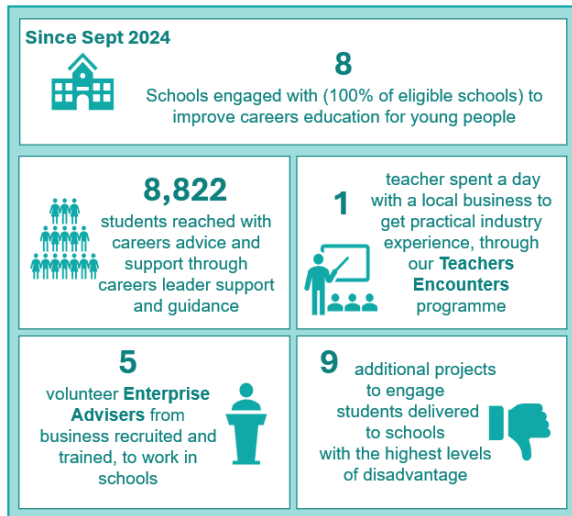 Since Sept 2024
8
Schools engaged with (100% of eligible schools) to
improve careers education for young people
8,822
students reached with
careers advice and
support through
careers leader support
and guidance
1
teacher spent a day
with a local business to
get practical industry
experience, through
our Teachers
Encounters
programme
5
volunteer Enterprise
Advisers from
business recruited and
trained, to work in
schools
9
additional projects
to engage
students delivered
to schools
with the highest levels
of disadvantage